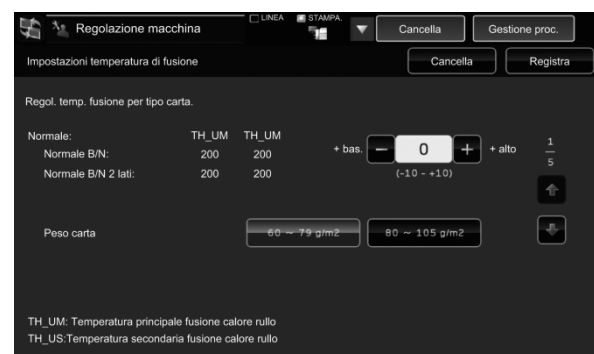 Regolazione macchina
LINEA
STAMPA.
Cancella
Gestione proc.
Impostazioni temperatura di fusione
Cancella
Registra
Regol. temp. fusione per tipo carta.
Normale: TH_UM TH_UM
Normale B/N: 200 200
Normale B/N 2 lati: 200 200
+ bas. − 0 + + alto
(-10 - +10)
1
5
Peso carta
60 ~ 79 g/m2
80 ~ 105 g/m2
TH_UM: Temperatura principale fusione calore rullo
TH_US:Temperatura secondaria fusione calore rullo